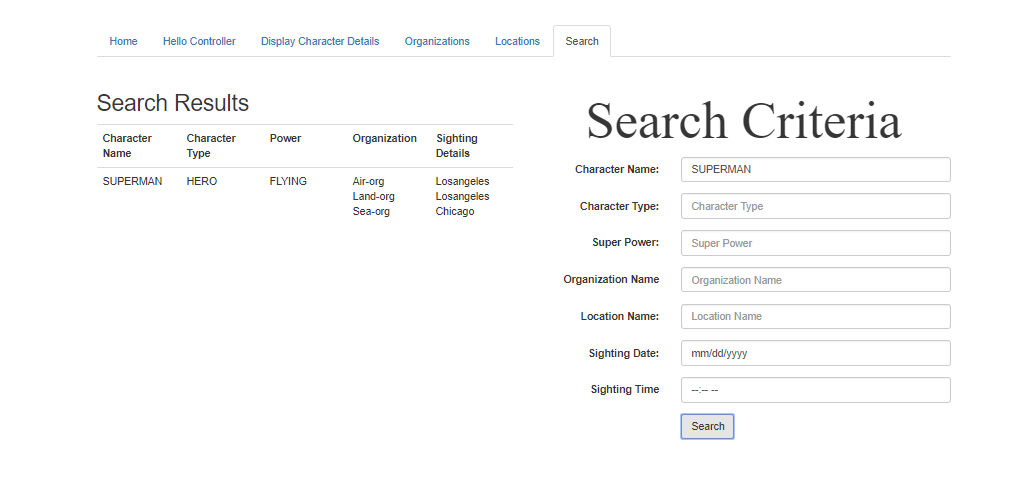 Home Hello Controller Display Character Details Organizations Locations Search
Search Results
Character Name Character Type Power Organization Sighting Details
SUPERMAN HERO FLYING Air-org Losangeles
Land-org Losangeles
Sea-org Chicago
Search Criteria
Character Name: SUPERMAN
Character Type: Character Type
Super Power: Super Power
Organization Name Organization Name
Location Name: Location Name
Sighting Date: mm/dd/yyyy
Sighting Time --:-- --
Search